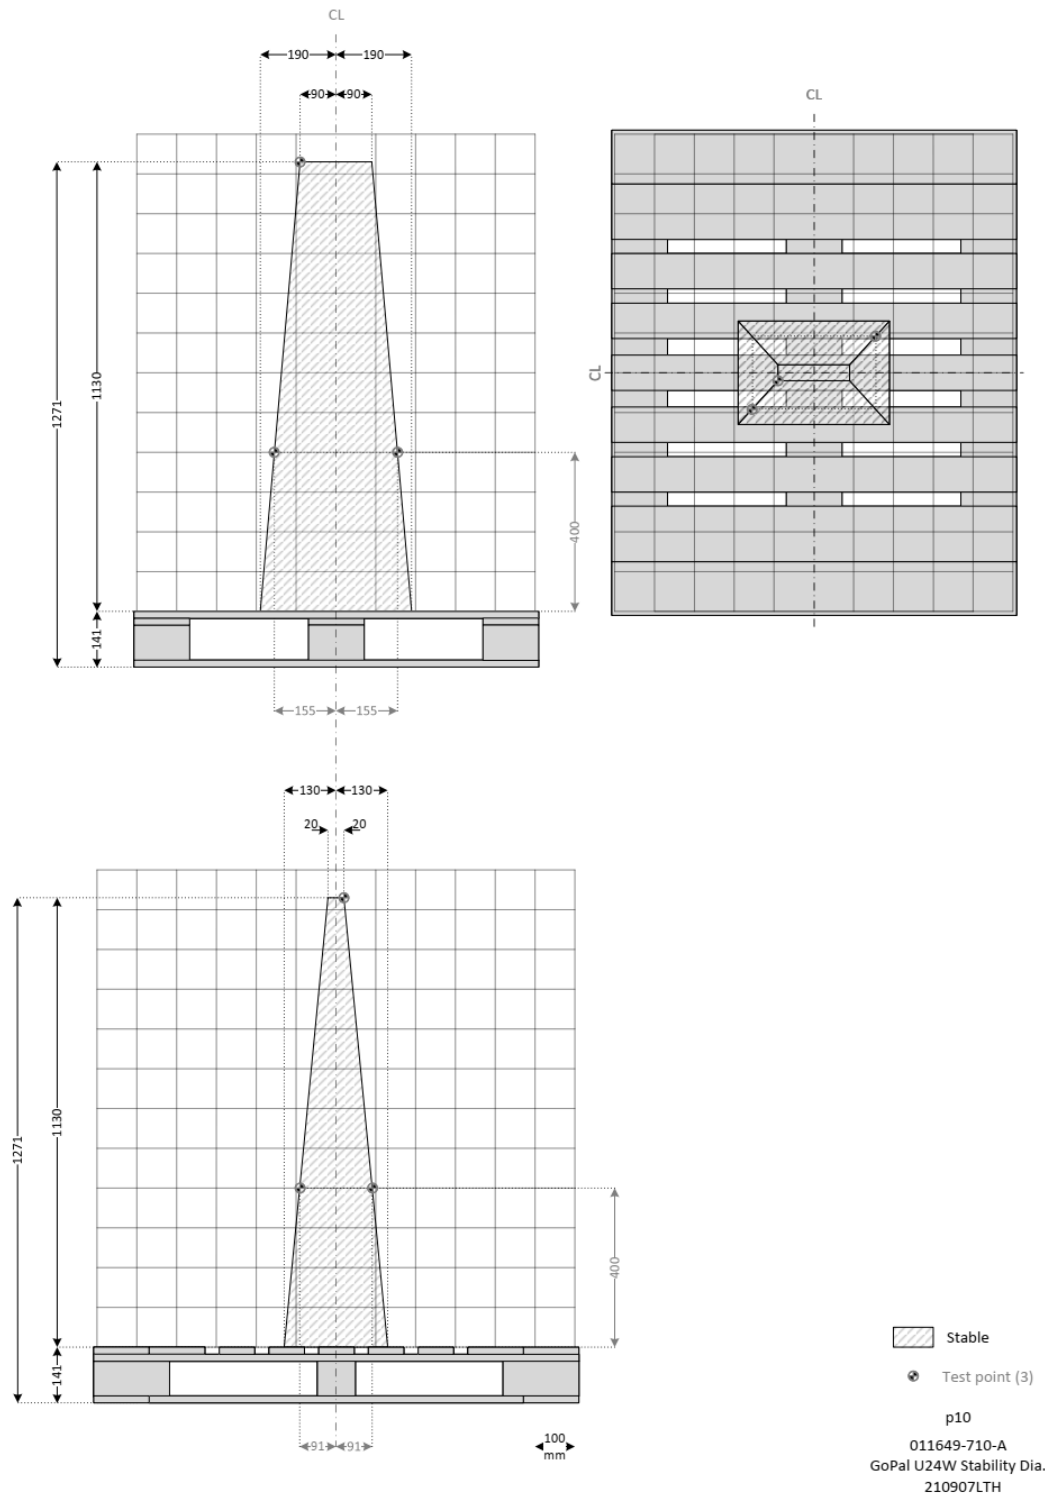 CL
190 190
90 90
CL
CL
1271
1130
400
141
155 155
130 130
20 20
1271
1130
400
141
91 91
100
mm
Stable
Test point (3)
p10
011649-710-A
GoPal U24W Stability Dia.
210907LTH